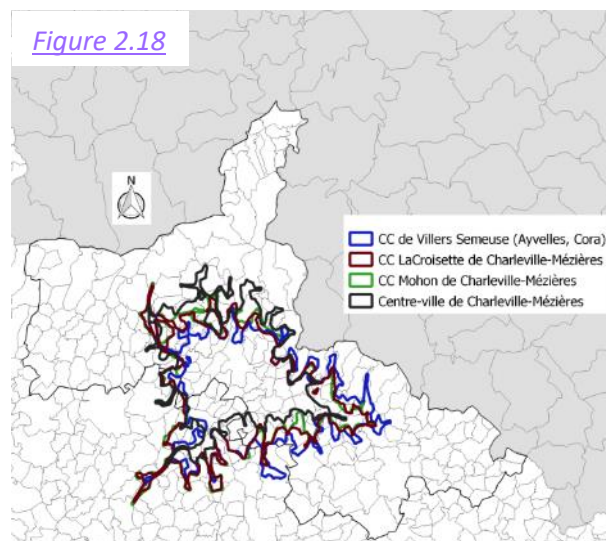 Figure 2.18
N
CC de Villers Semeuse (Ayvelles, Cora)
CC LaCroisette de Charleville-Mézières
CC Mohon de Charleville-Mézières
Centre-ville de Charleville-Mézières